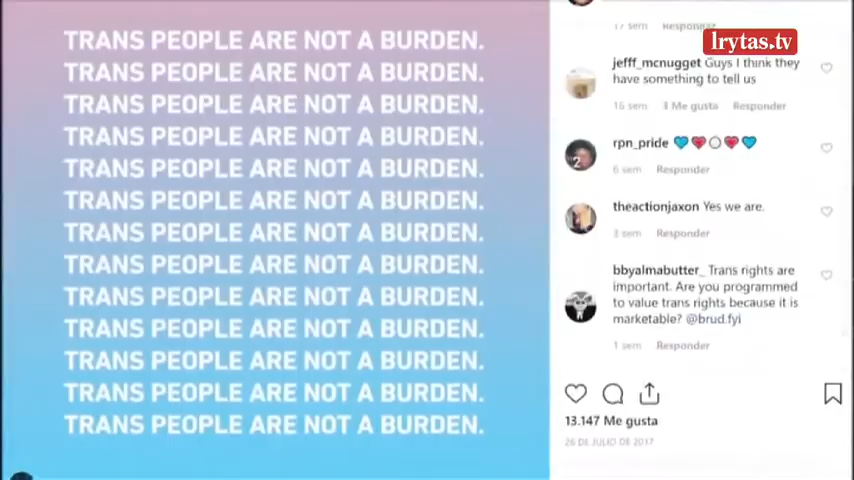 TRANS PEOPLE ARE NOT A BURDEN.
TRANS PEOPLE ARE NOT A BURDEN.
TRANS PEOPLE ARE NOT A BURDEN.
TRANS PEOPLE ARE NOT A BURDEN.
TRANS PEOPLE ARE NOT A BURDEN.
TRANS PEOPLE ARE NOT A BURDEN.
TRANS PEOPLE ARE NOT A BURDEN.
TRANS PEOPLE ARE NOT A BURDEN.
TRANS PEOPLE ARE NOT A BURDEN.
TRANS PEOPLE ARE NOT A BURDEN.
TRANS PEOPLE ARE NOT A BURDEN.
TRANS PEOPLE ARE NOT A BURDEN.
TRANS PEOPLE ARE NOT A BURDEN.
17 sem Responder
lrytas.tv
jefff_mcnugget Guys I think they
have something to tell us
16 sem 3 Me gusta Responder
rpn_pride
2
6 sem Responder
theactionjaxon Yes we are.
3 sem Responder
bbyalmabutter_ Trans rights are
important. Are you programmed
to value trans rights because it is
marketable? @brud.fyi
1 sem Responder
13.147 Me gusta
26 DE JULIO DE 2017